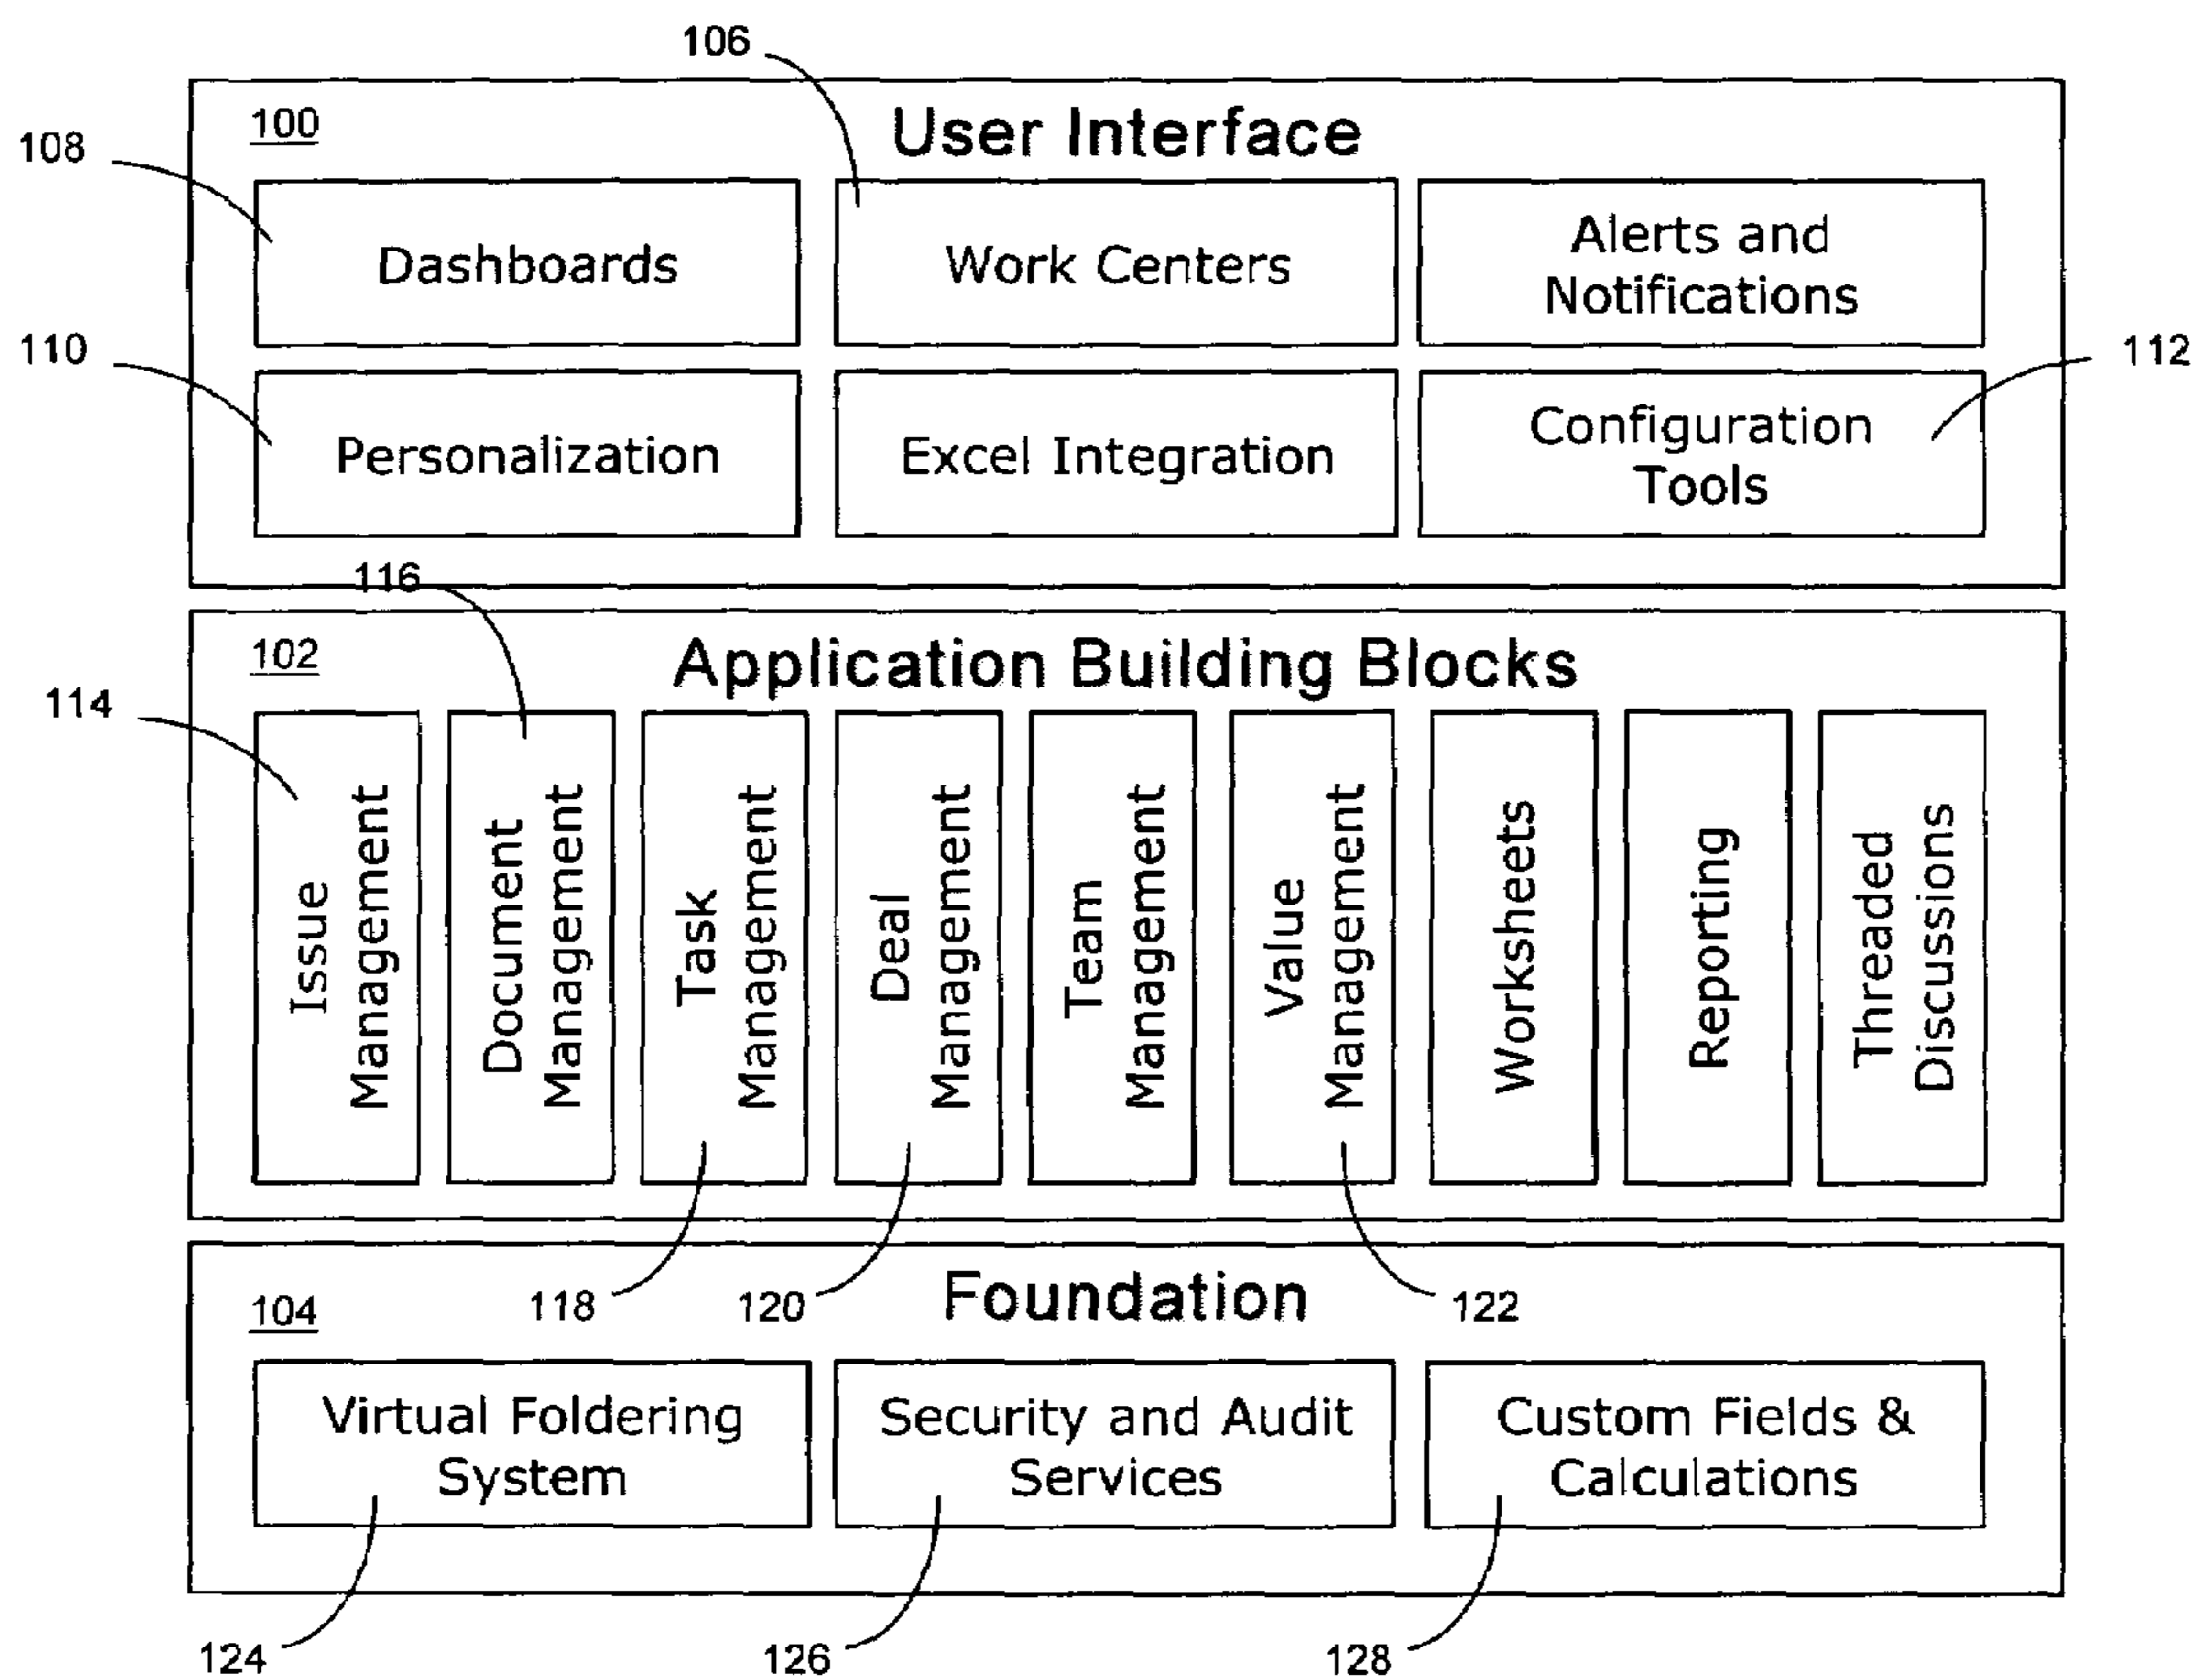 106
100
User Interface
108
Dashboards
Work Centers
Alerts and
Notifications
110
112
Personalization
Excel Integration
Configuration
Tools
116
102
Application Building Blocks
114
Issue
Management
Document
Management
Task
Management
Deal
Management
Team
Management
Value
Management
Worksheets
Reporting
Threaded
Discussions
118
120
122
104
Foundation
Virtual Foldering
System
Security and Audit
Services
Custom Fields &
Calculations
124
126
128